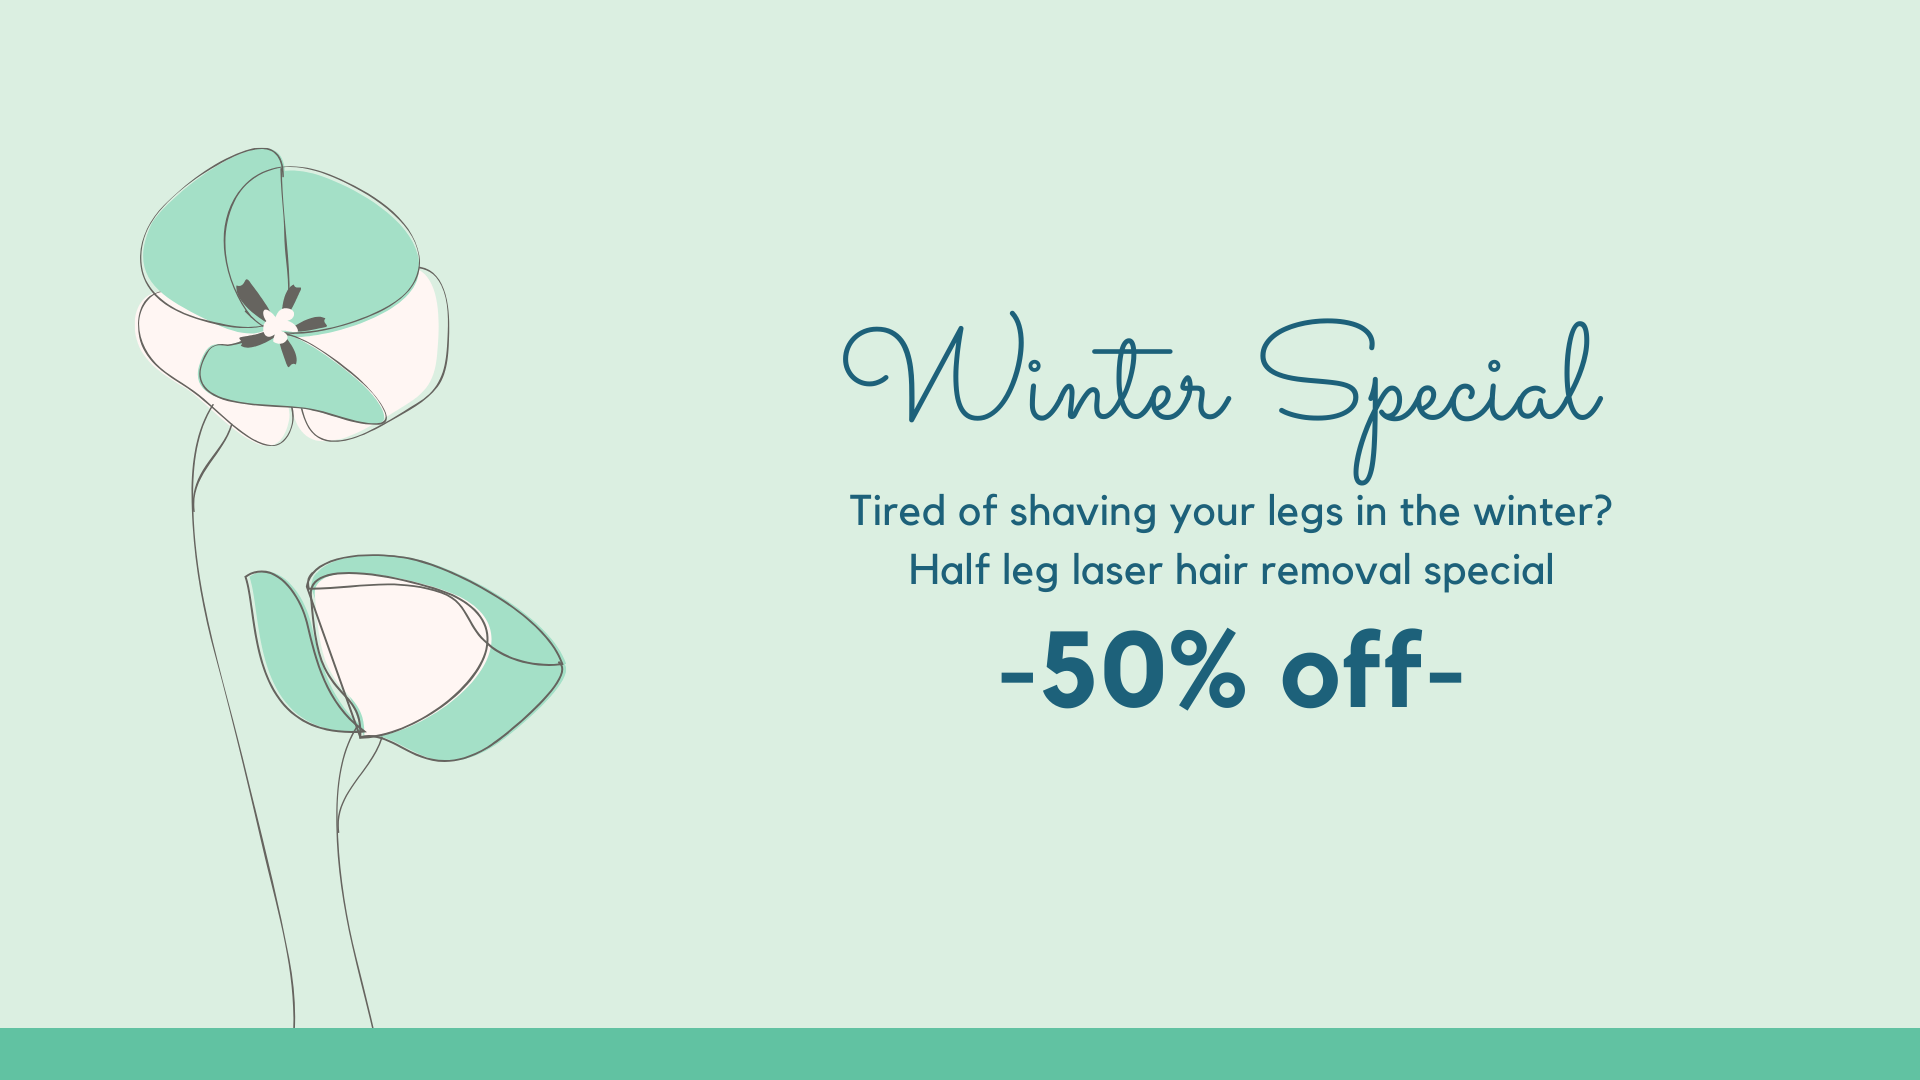 Winter Special
Tired of shaving your legs in the winter?
Half leg laser hair removal special
-50% off-